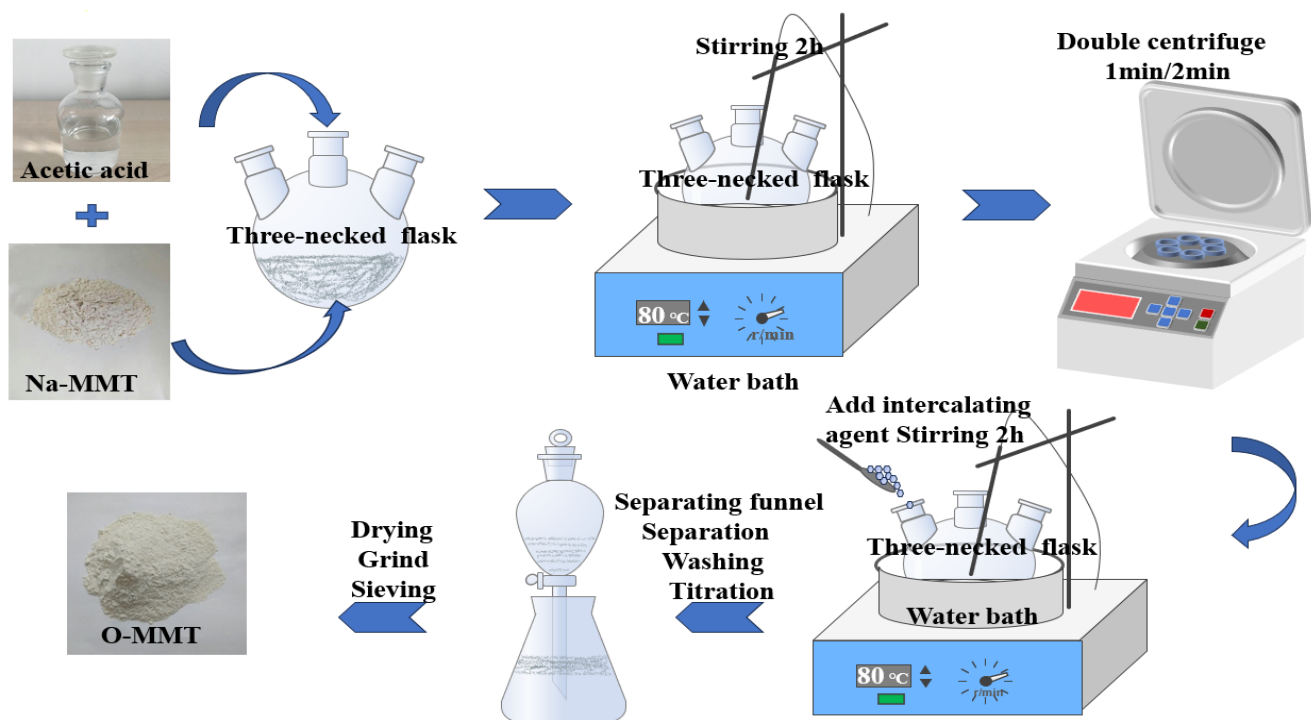 Acetic acid
Na-MMT
Three-necked flask
Stirring 2h
Three-necked flask
80 °C
r/min
Water bath
Double centrifuge
1min/2min
Add intercalating
agent Stirring 2h
Three-necked flask
Water bath
80 °C
r/min
Separating funnel
Separation
Washing
Titration
Drying
Grind
Sieving
O-MMT